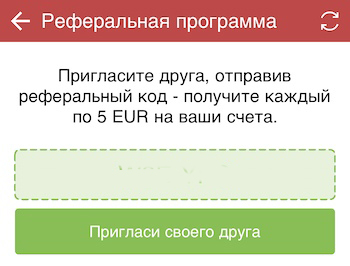 Реферальная программа
Пригласите друга, отправив
реферальный код - получите каждый
по 5 EUR на ваши счета.
Пригласи своего друга